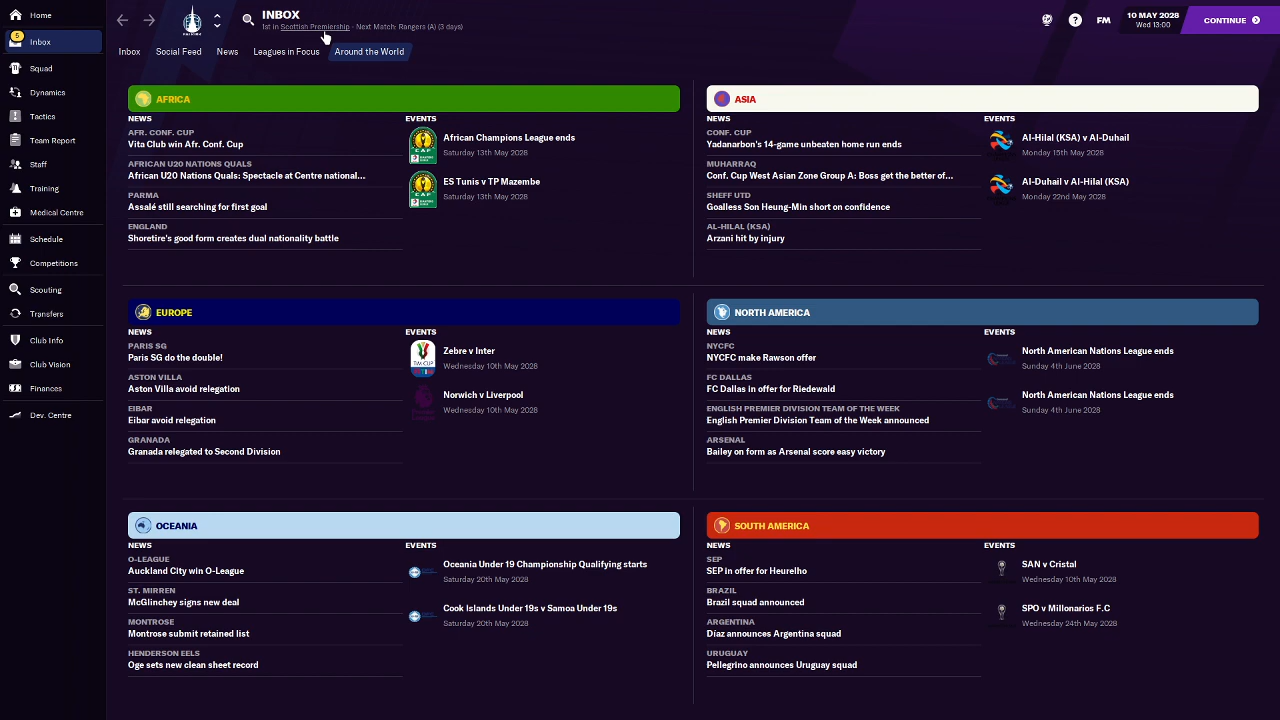 Home
5
Inbox
Squad
Dynamics
Tactics
Team Report
Staff
Training
Medical Centre
Schedule
Competitions
Scouting
Transfers
Club Info
Club Vision
Finances
Dev. Centre
INBOX
1st in Scottish Premiership - Next Match: Rangers (A) (3 days)
FM
10 MAY 2028
Wed 13:00
CONTINUE
Inbox
Social Feed
News
Leagues in Focus
Around the World
AFRICA
NEWS
AFR. CONF. CUP
Vita Club win Afr. Conf. Cup
AFRICAN U20 NATIONS QUALS
African U20 Nations Quals: Spectacle at Centre national...
PARMA
Assalé still searching for first goal
ENGLAND
Shoretire's good form creates dual nationality battle
EVENTS
African Champions League ends
Saturday 13th May 2028
ES Tunis v TP Mazembe
Saturday 13th May 2028
ASIA
NEWS
CONF. CUP
Yadanarbon's 14-game unbeaten home run ends
MUHARRAQ
Conf. Cup West Asian Zone Group A: Boss get the better of...
SHEFF UTD
Goalless Son Heung-Min short on confidence
AL-HILAL (KSA)
Arzani hit by injury
EVENTS
Al-Hilal (KSA) v Al-Duhail
Monday 15th May 2028
Al-Duhail v Al-Hilal (KSA)
Monday 22nd May 2028
EUROPE
NEWS
PARIS SG
Paris SG do the double!
ASTON VILLA
Aston Villa avoid relegation
EIBAR
Eibar avoid relegation
GRANADA
Granada relegated to Second Division
EVENTS
Zebre v Inter
Wednesday 10th May 2028
Norwich v Liverpool
Wednesday 10th May 2028
NORTH AMERICA
NEWS
NYCFC
NYCFC make Rawson offer
FC DALLAS
FC Dallas in offer for Riedewald
ENGLISH PREMIER DIVISION TEAM OF THE WEEK
English Premier Division Team of the Week announced
ARSENAL
Bailey on form as Arsenal score easy victory
EVENTS
North American Nations League ends
Sunday 4th June 2028
North American Nations League ends
Sunday 4th June 2028
OCEANIA
NEWS
O-LEAGUE
Auckland City win O-League
ST. MIRREN
McGlinchey signs new deal
MONTROSE
Montrose submit retained list
HENDERSON EELS
Oge sets new clean sheet record
EVENTS
Oceania Under 19 Championship Qualifying starts
Saturday 20th May 2028
Cook Islands Under 19s v Samoa Under 19s
Saturday 20th May 2028
SOUTH AMERICA
NEWS
SEP
SEP in offer for Heurelho
BRAZIL
Brazil squad announced
ARGENTINA
Díaz announces Argentina squad
URUGUAY
Pellegrino announces Uruguay squad
EVENTS
SAN v Cristal
Wednesday 10th May 2028
SPO v Millonarios F.C
Wednesday 24th May 2028